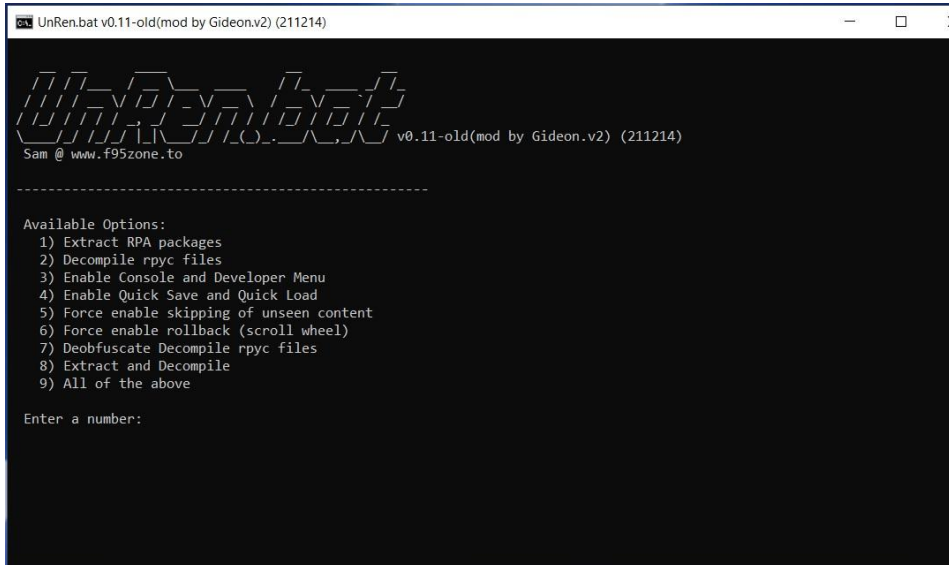 UnRen.bat v0.11-old(mod by Gideon.v2) (211214)
UnRen.bat v0.11-old(mod by Gideon.v2) (211214)
Sam @ www.f95zone.to
----------------------------------------------------
Available Options:
1) Extract RPA packages
2) Decompile rpyc files
3) Enable Console and Developer Menu
4) Enable Quick Save and Quick Load
5) Force enable skipping of unseen content
6) Force enable rollback (scroll wheel)
7) Deobfuscate Decompile rpyc files
8) Extract and Decompile
9) All of the above
Enter a number: